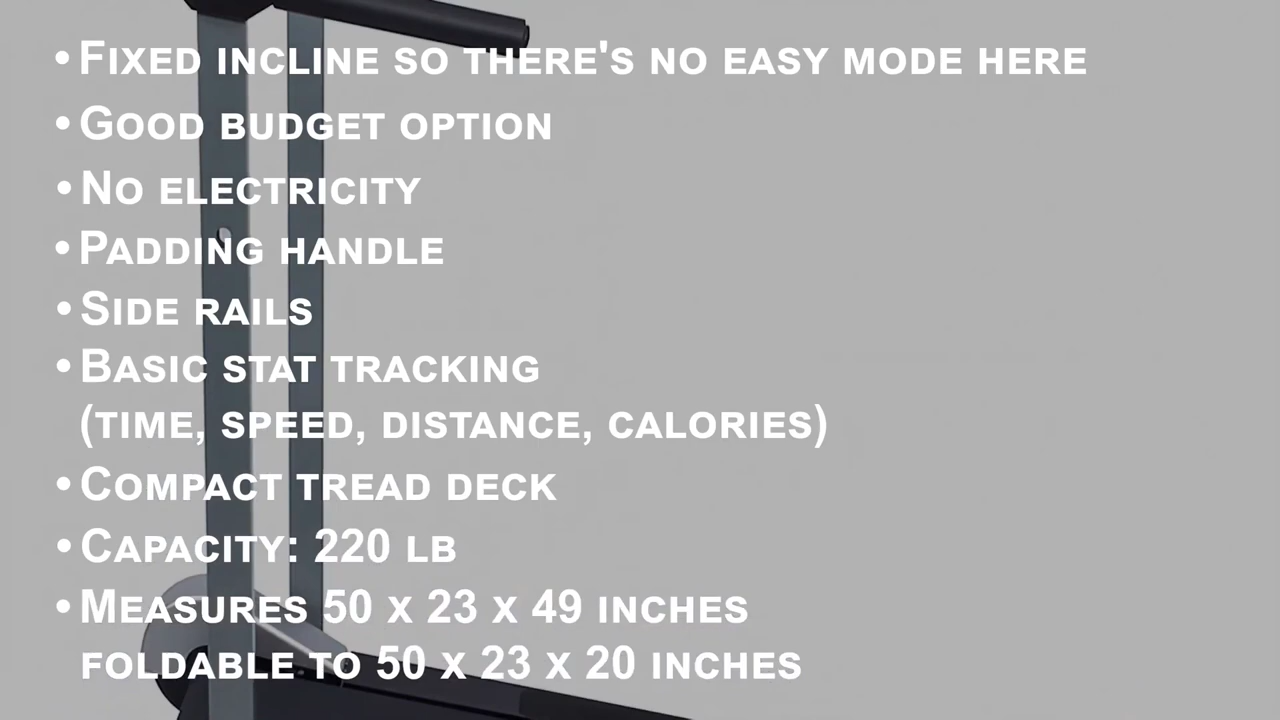 • Fixed incline so there's no easy mode here
• Good budget option
• No electricity
• Padding handle
• Side rails
• Basic stat tracking
(time, speed, distance, calories)
• Compact tread deck
• Capacity: 220 lb
• Measures 50 x 23 x 49 inches
foldable to 50 x 23 x 20 inches